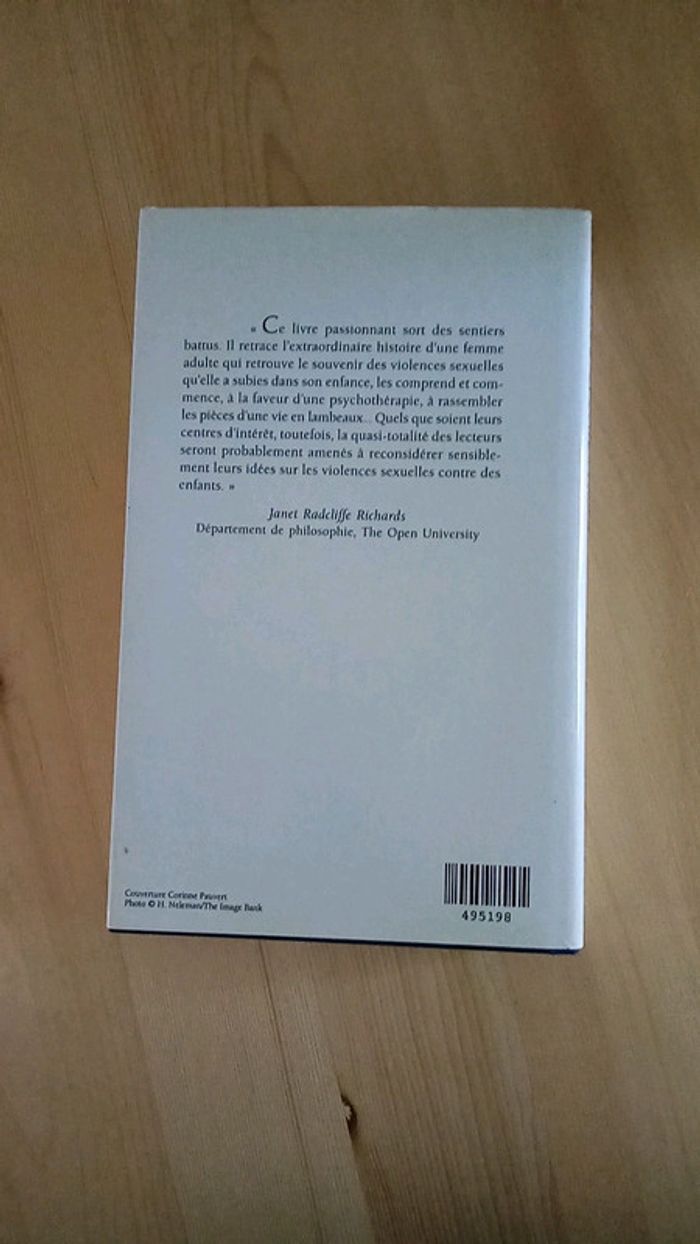 « Ce livre passionnant sort des sentiers
battus. Il retrace l'extraordinaire histoire d'une femme
adulte qui retrouve le souvenir des violences sexuelles
qu'elle a subies dans son enfance, les comprend et com-
mence, à la faveur d'une psychothérapie, à rassembler
les pièces d'une vie en lambeaux... Quels que soient leurs
centres d'intérêt, toutefois, la quasi-totalité des lecteurs
seront probablement amenés à reconsidérer sensible-
ment leurs idées sur les violences sexuelles contre des
enfants. »
Janet Radcliffe Richards
Département de philosophie, The Open University
Couverture Corinne Pauvert
Photo © H. Neleman/The Image Bank
495198